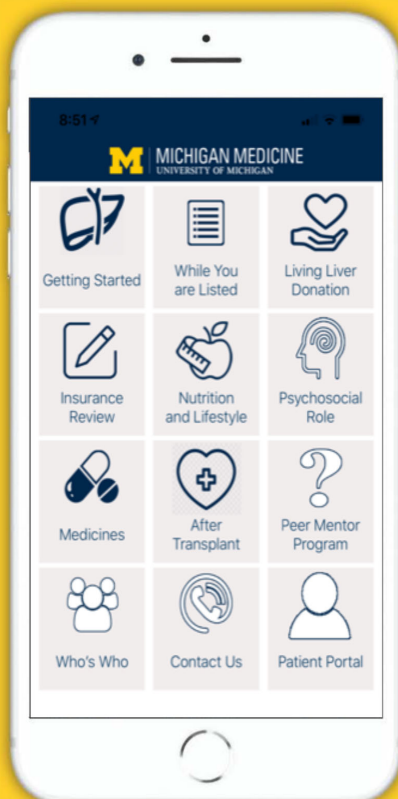 8:51
M MICHIGAN MEDICINE
UNIVERSITY OF MICHIGAN
Getting Started
While You
are Listed
Living Liver
Donation
Insurance
Review
Nutrition
and Lifestyle
Psychosocial
Role
Medicines
After
Transplant
Peer Mentor
Program
Who's Who
Contact Us
Patient Portal